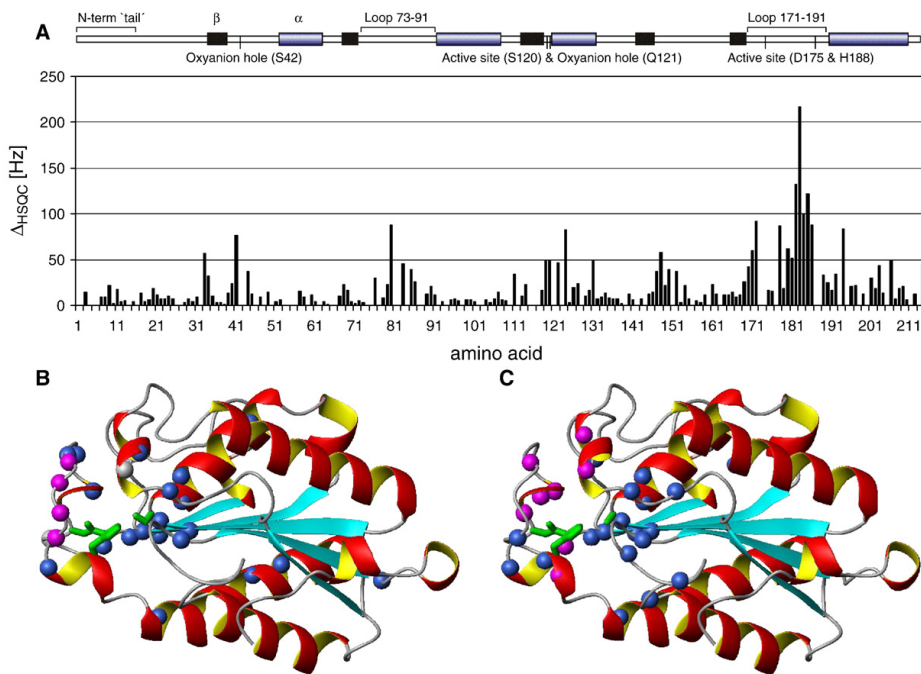 N-term `tail´ β α Loop 73-91 Loop 171-191
A
Oxyanion hole (S42) Active site (S120) & Oxyanion hole (Q121) Active site (D175 & H188)
250
200
150
100
50
0
ΔHSQC [Hz]
1 11 21 31 41 51 61 71 81 91 101 111 121 131 141 151 161 171 181 191 201 211
amino acid
B C